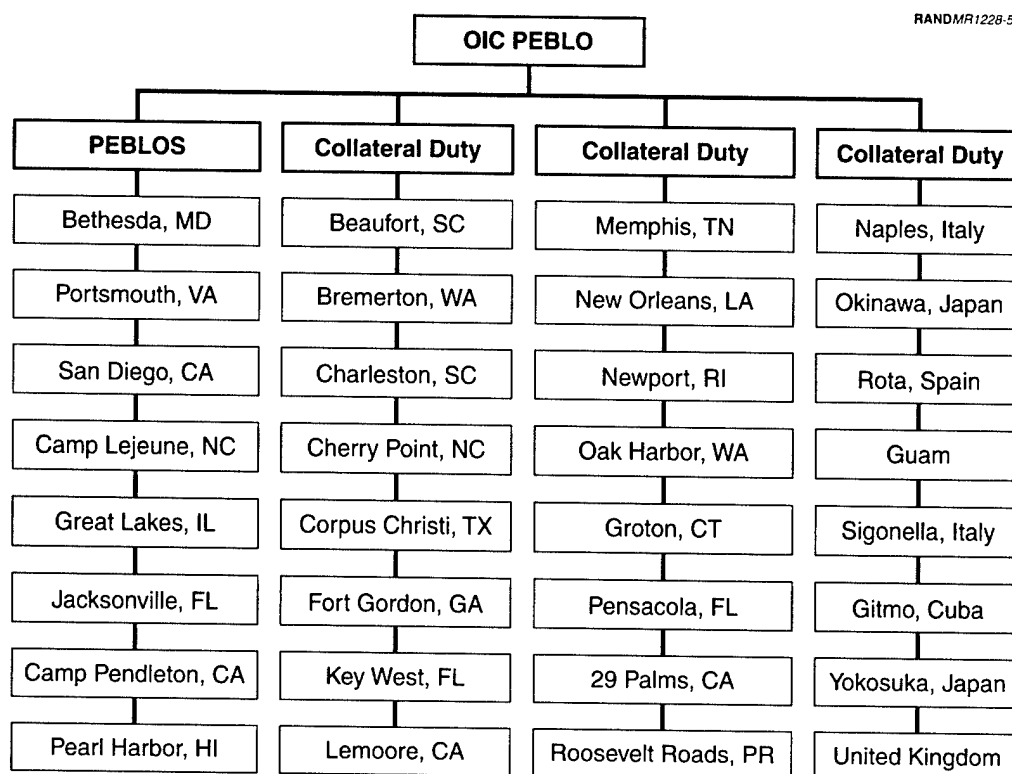 RANDMR1228-5
OIC PEBLO
PEBLOS
Bethesda, MD
Portsmouth, VA
San Diego, CA
Camp Lejeune, NC
Great Lakes, IL
Jacksonville, FL
Camp Pendleton, CA
Pearl Harbor, HI
Collateral Duty
Beaufort, SC
Bremerton, WA
Charleston, SC
Cherry Point, NC
Corpus Christi, TX
Fort Gordon, GA
Key West, FL
Lemoore, CA
Collateral Duty
Memphis, TN
New Orleans, LA
Newport, RI
Oak Harbor, WA
Groton, CT
Pensacola, FL
29 Palms, CA
Roosevelt Roads, PR
Collateral Duty
Naples, Italy
Okinawa, Japan
Rota, Spain
Guam
Sigonella, Italy
Gitmo, Cuba
Yokosuka, Japan
United Kingdom